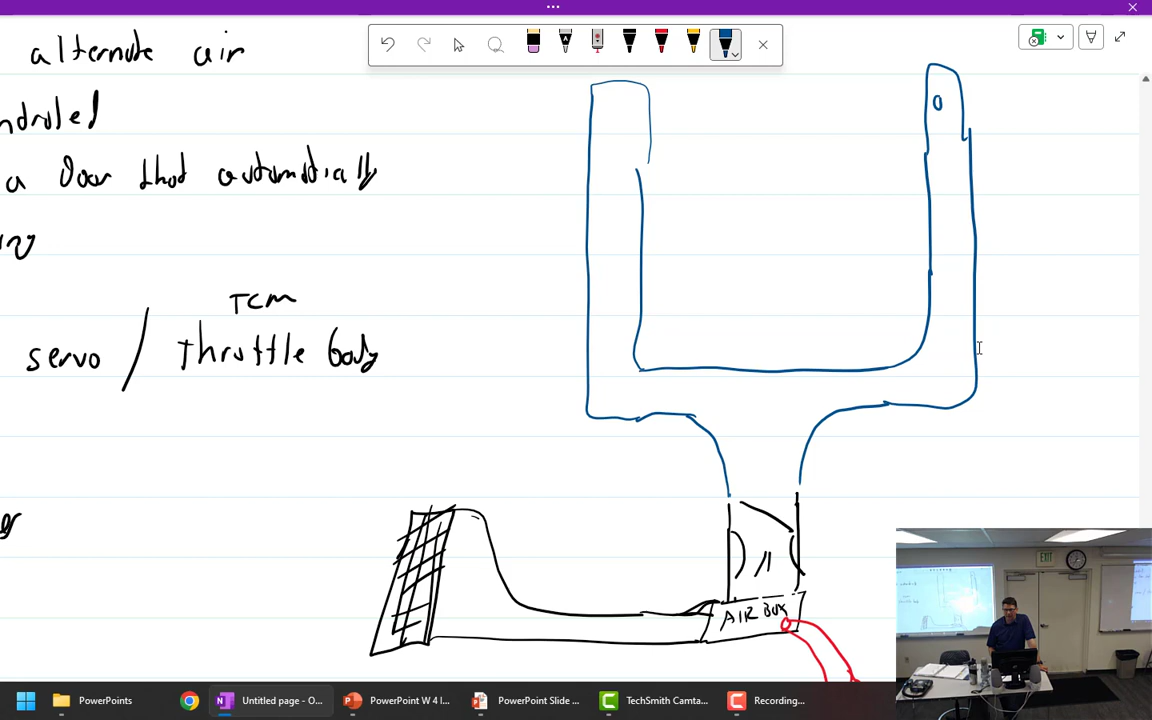 alternate air
a Door that automatically
TCM
servo / throttle body
AIR BOX
EXIT
PowerPoints
Untitled page - O...
PowerPoint W 4 I...
PowerPoint Slide ...
TechSmith Camta...
Recording...